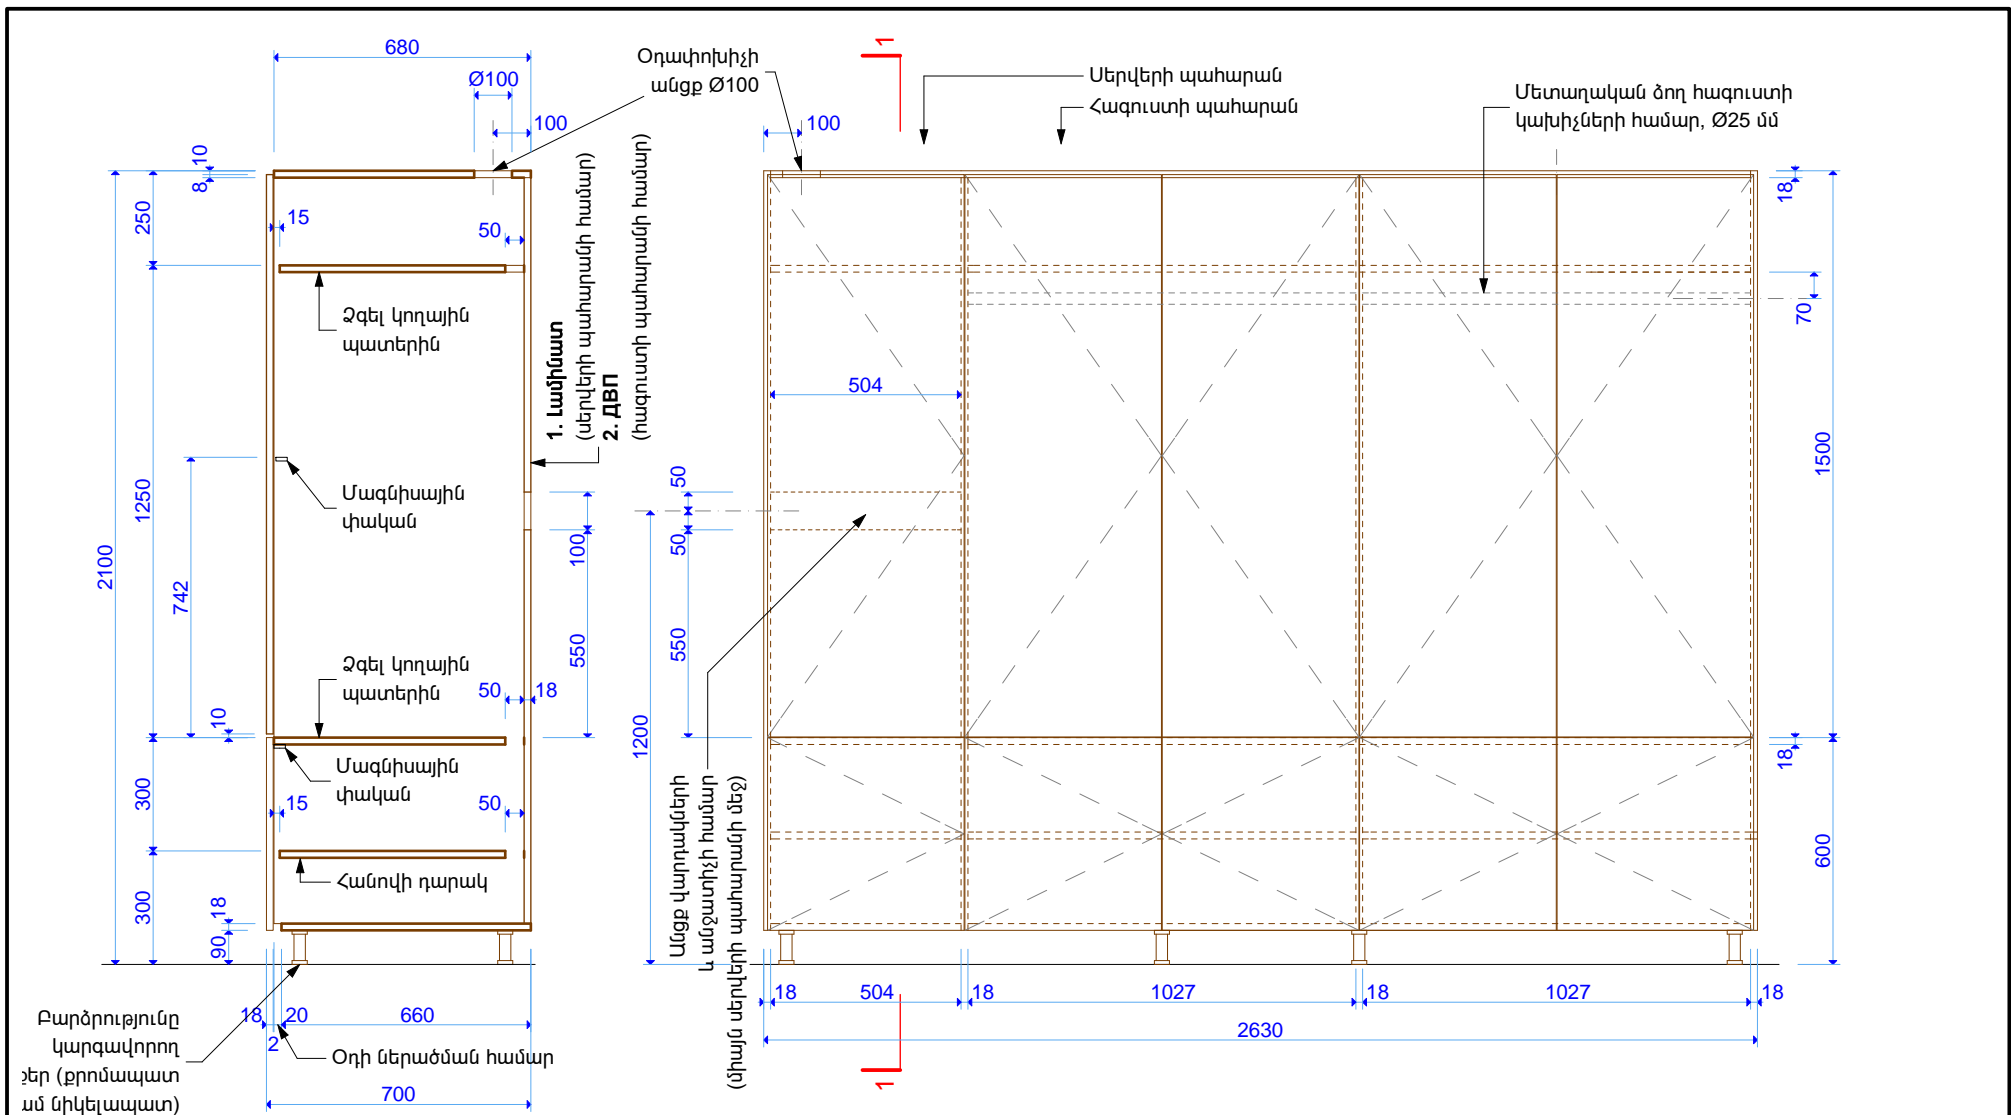 680
Ø100
100
Օդափոխիչի
անցք Ø100
1
Սերվերի պահարան
Հագուստի պահարան
Մետաղական ձող հագուստի
կախիչների համար, Ø25 մմ
100
10
8
250
15
50
18
70
Ձգել կողային
պատերին
1. Լամինատ
(սերվերի պահարանի համար)
2. ДВП
(հագուստի պահարանի համար)
504
1500
1250
2100
742
Մագնիսային
փական
50
50
100
550
550
1200
Ձգել կողային
պատերին
50
18
10
18
Մագնիսային
փական
300
15
50
600
Հանովի դարակ
300
18
90
Անցք վարդակների
և անջատիչի համար
(միայն սերվերի պահարանի մեջ)
18
504
18
1027
18
1027
18
2630
18
20
660
2
Օդի ներածման համար
700
Բարձրությունը
կարգավորող
(քրոմապատ
նիկելապատ)
1